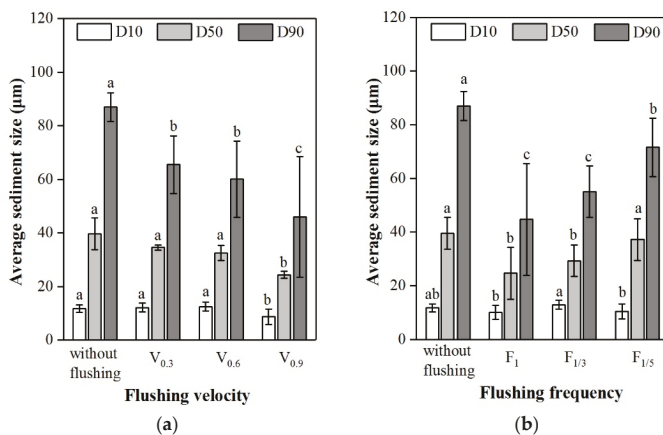 D10 D50 D90
120
100
80
60
40
20
0
Average sediment size (μm)
a a a
a a b
a a b
b b c
without flushing
V0.3
V0.6
V0.9
Flushing velocity
(a)
D10 D50 D90
120
100
80
60
40
20
0
Average sediment size (μm)
ab a a
b b c
a b c
b a b
without flushing
F1
F1/3
F1/5
Flushing frequency
(b)